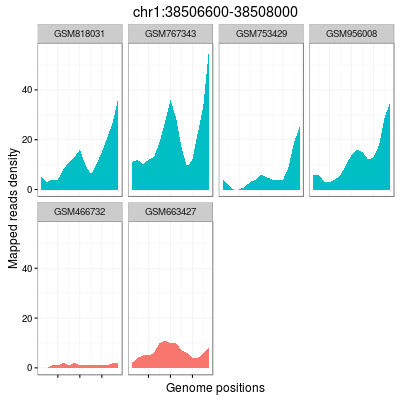 chr1:38506600-38508000
GSM818031 GSM767343 GSM753429 GSM956008
40
20
0
GSM466732 GSM663427
40
20
0
Mapped reads density
Genome positions